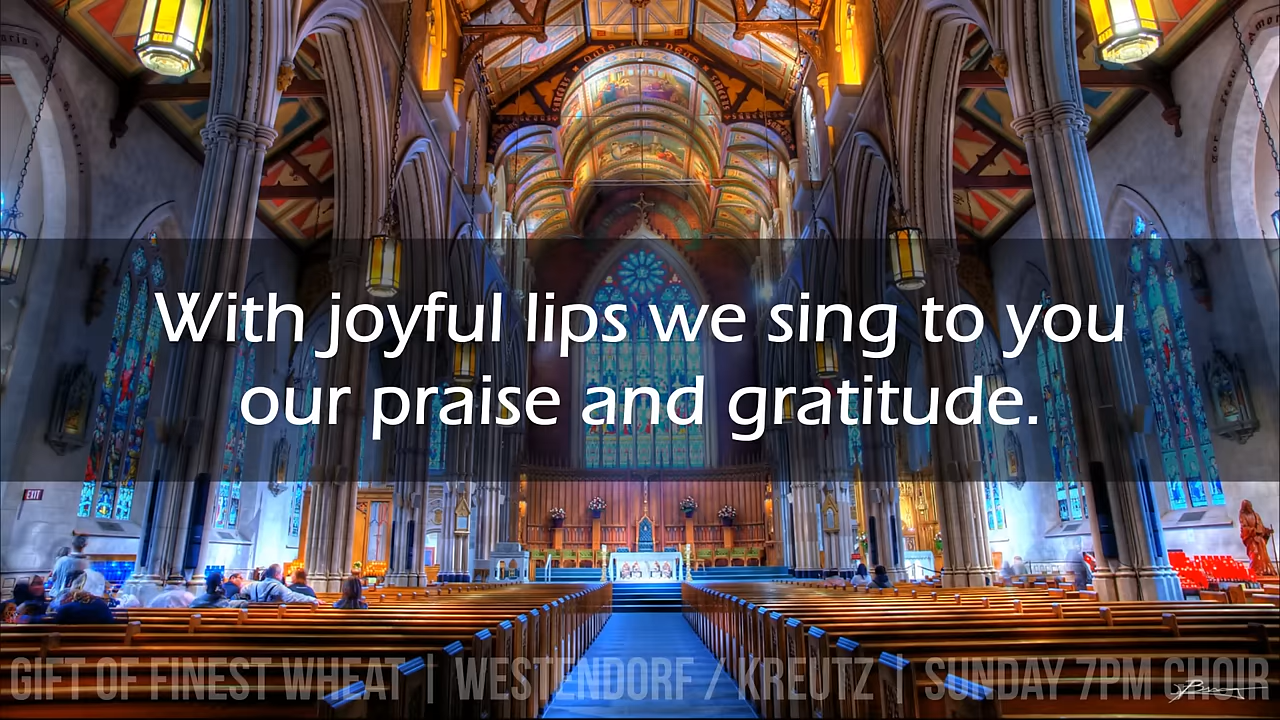 With joyful lips we sing to you
our praise and gratitude.
EXIT
GIFT OF FINEST WHEAT | WESTENDORF / KREUTZ | SUNDAY 7PM CHOIR